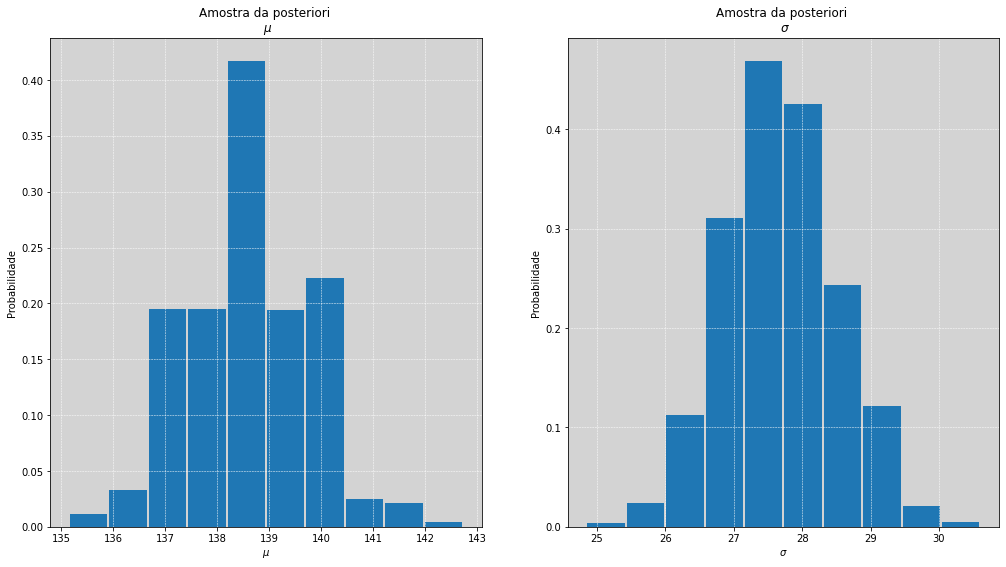 Amostra da posteriori
μ
Probabilidade
0.40
0.35
0.30
0.25
0.20
0.15
0.10
0.05
0.00
135 136 137 138 139 140 141 142 143
μ
Amostra da posteriori
σ
Probabilidade
0.4
0.3
0.2
0.1
0.0
25 26 27 28 29 30
σ